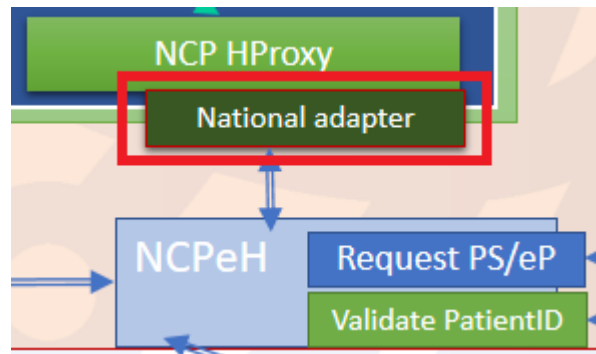 NCP HProxy
National adapter
NCPeH
Request PS/eP
Validate PatientID